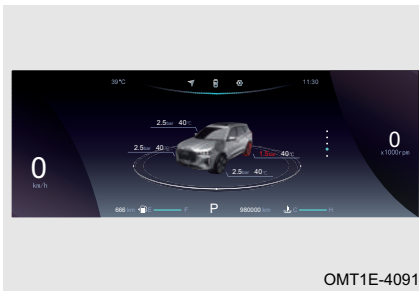 39℃ 11:30
2.5bar 40℃
2.5bar 40℃ 1.3bar 40℃
2.5bar 40℃
0 0
km/h x1000rpm
666 km E F P 980000 km C H
OMT1E-4091